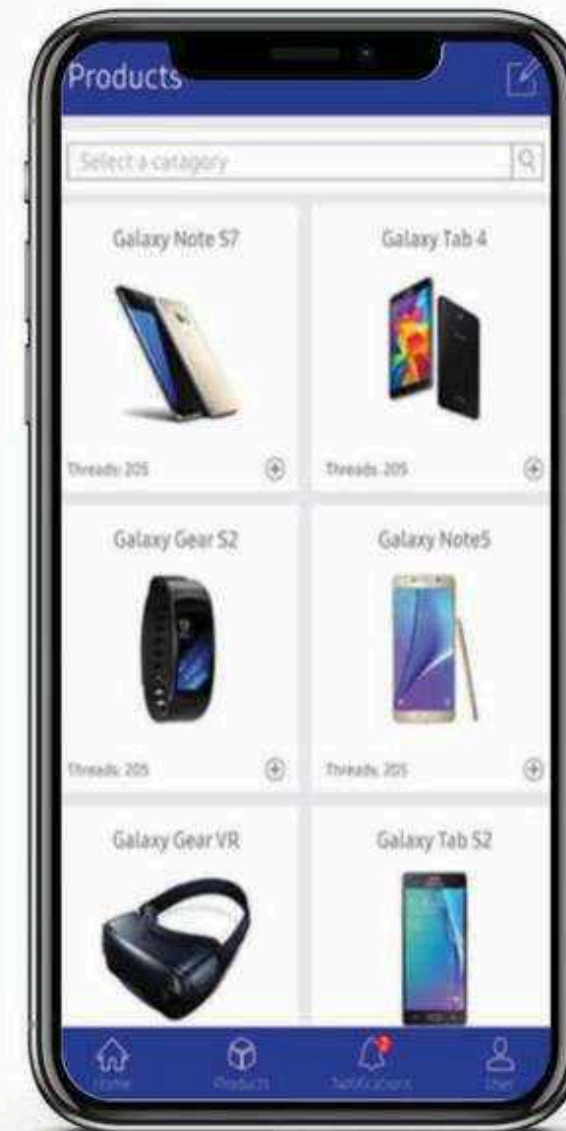 Products
Select a catagory
Galaxy Note S7
Galaxy Tab 4
Threads: 205
Threads: 205
Galaxy Gear S2
Galaxy Note5
Threads: 205
Threads: 205
Galaxy Gear VR
Galaxy Tab S2
Home
Products
Notifications
User